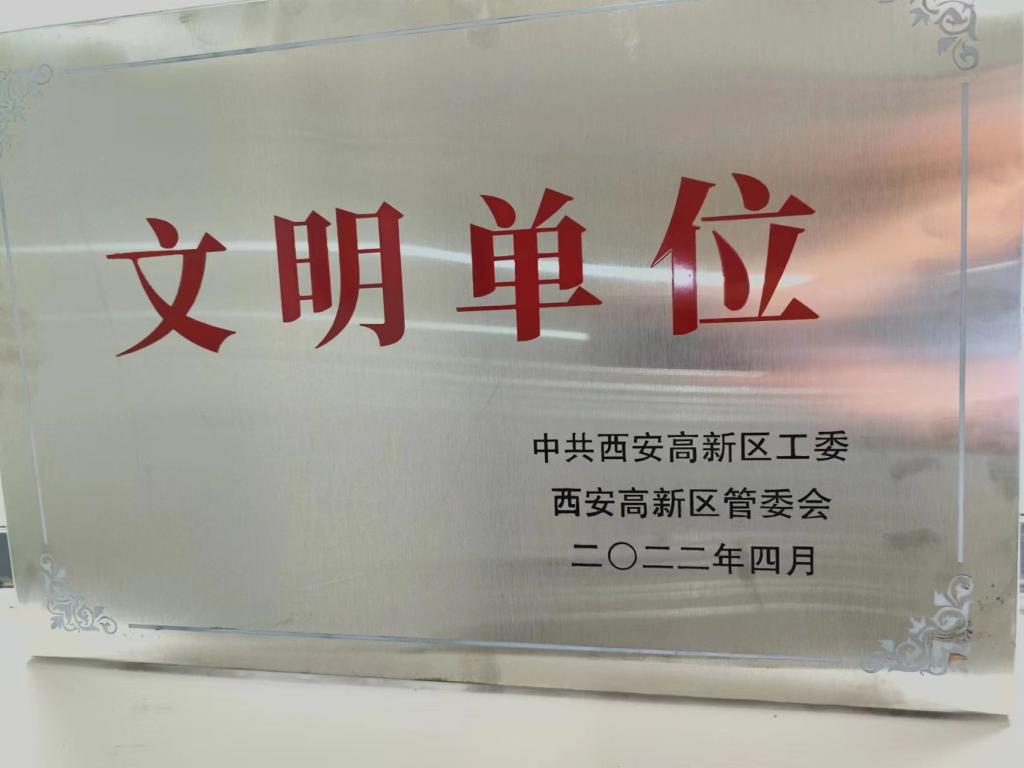 文明单位
中共西安高新区工委
西安高新区管委会
二〇二二年四月